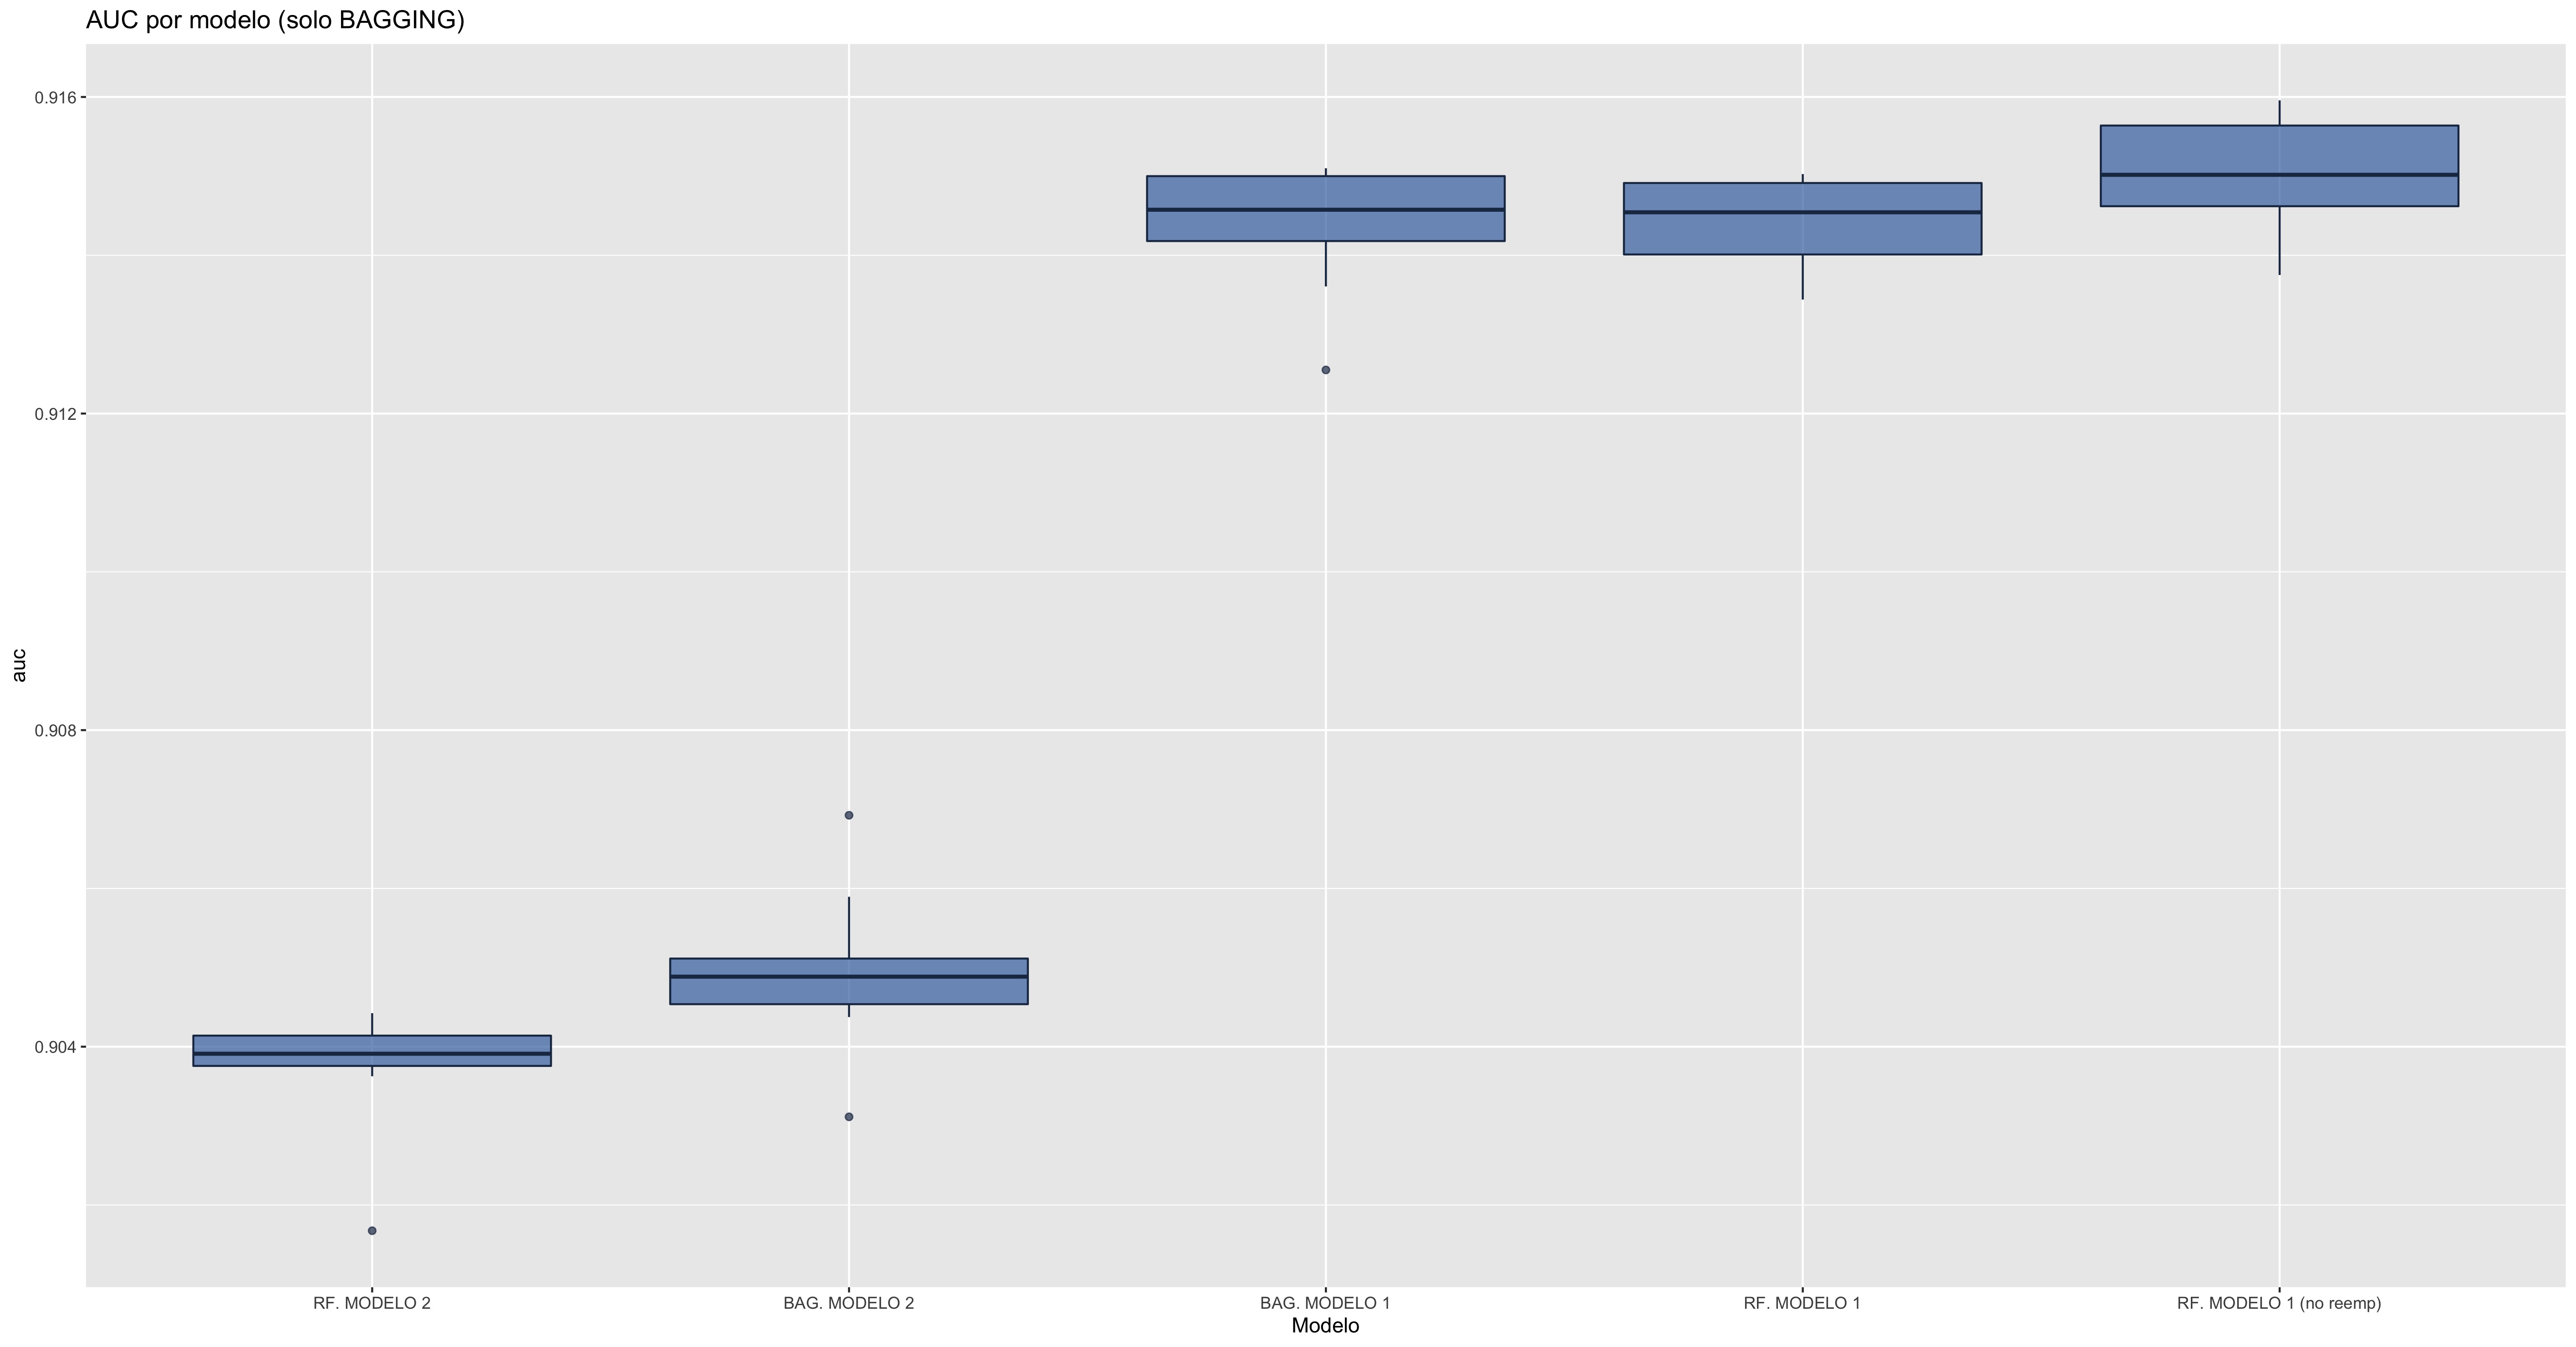 AUC por modelo (solo BAGGING)
0.916
0.912
0.908
0.904
auc
RF. MODELO 2
BAG. MODELO 2
BAG. MODELO 1
RF. MODELO 1
RF. MODELO 1 (no reemp)
Modelo